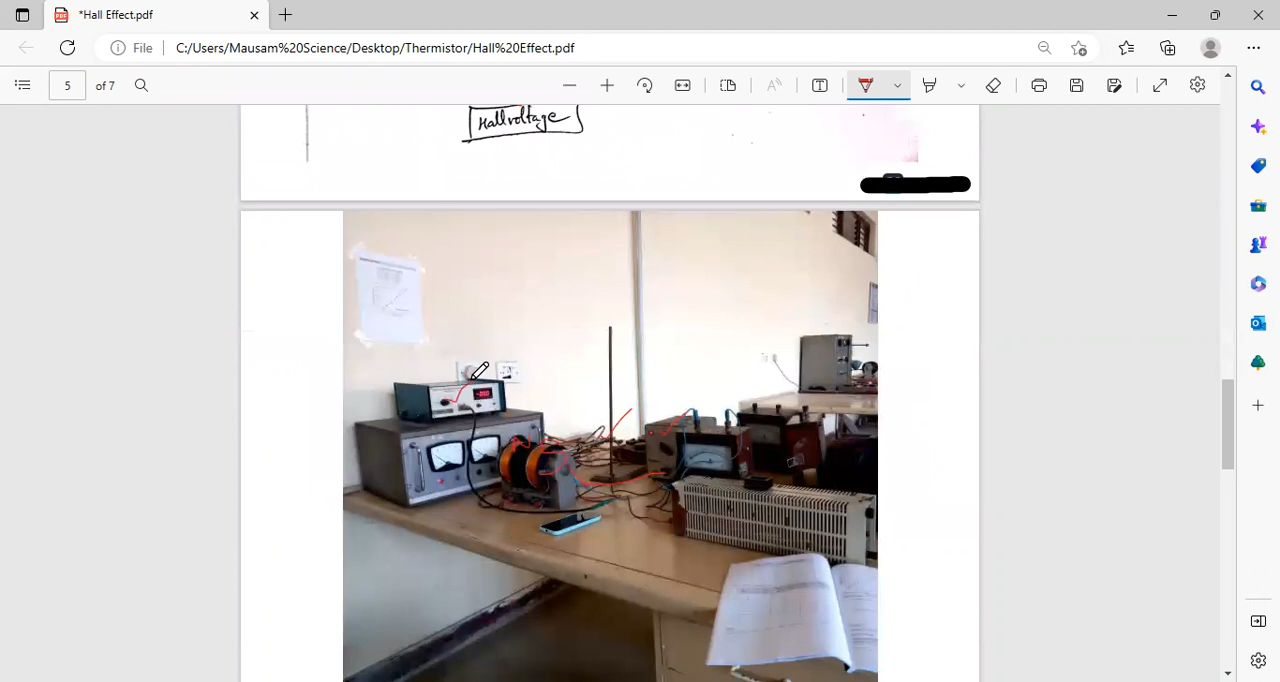 *Hall Effect.pdf
File
C:/Users/Mausam%20Science/Desktop/Thermistor/Hall%20Effect.pdf
5
of 7
Hall voltage